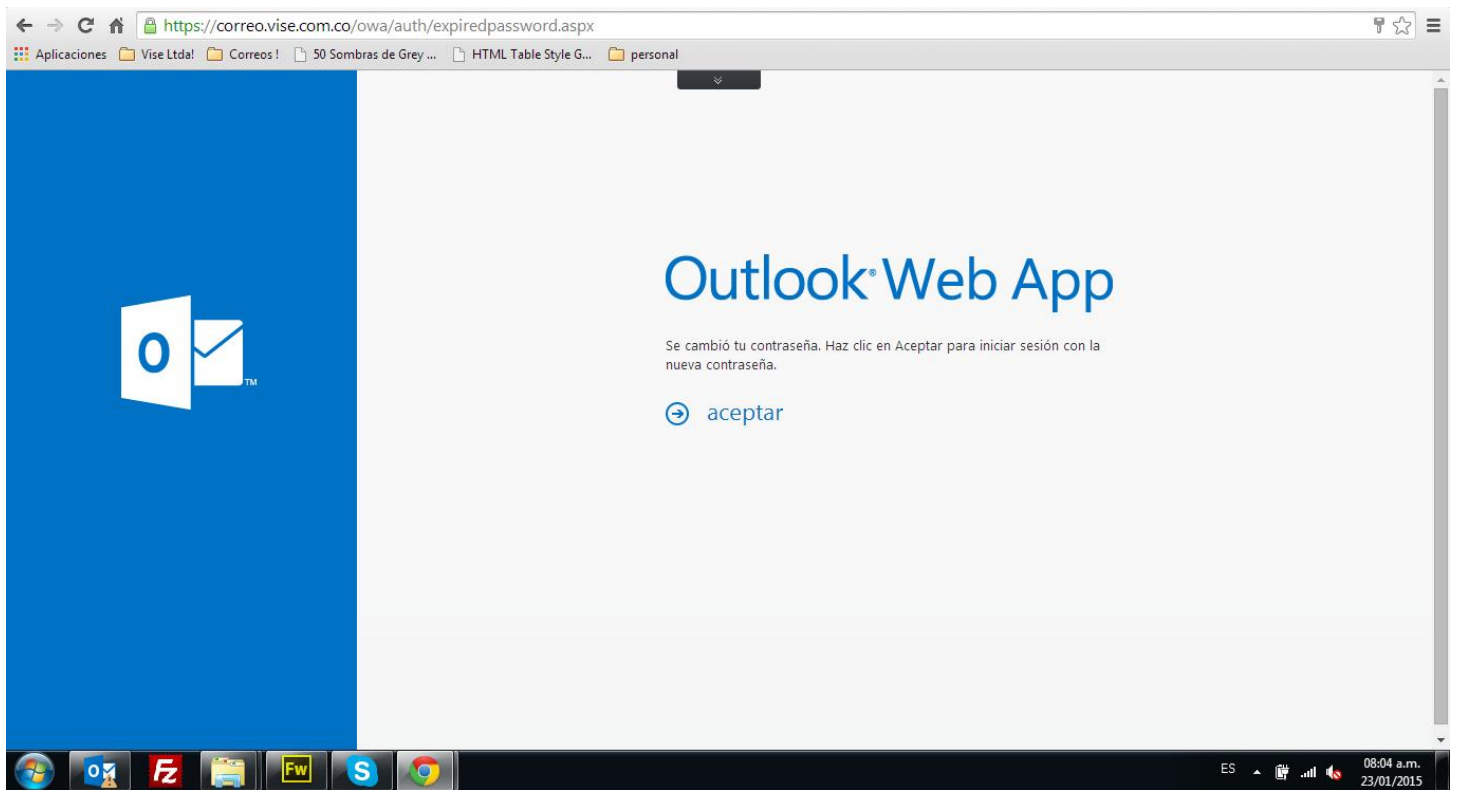 https://correo.vise.com.co/owa/auth/expiredpassword.aspx
Aplicaciones Vise Ltda! Correos ! 50 Sombras de Grey ... HTML Table Style G... personal
Outlook® Web App
Se cambió tu contraseña. Haz clic en Aceptar para iniciar sesión con la
nueva contraseña.
aceptar
O
TM
O Fz Fw S
ES
08:04 a.m.
23/01/2015